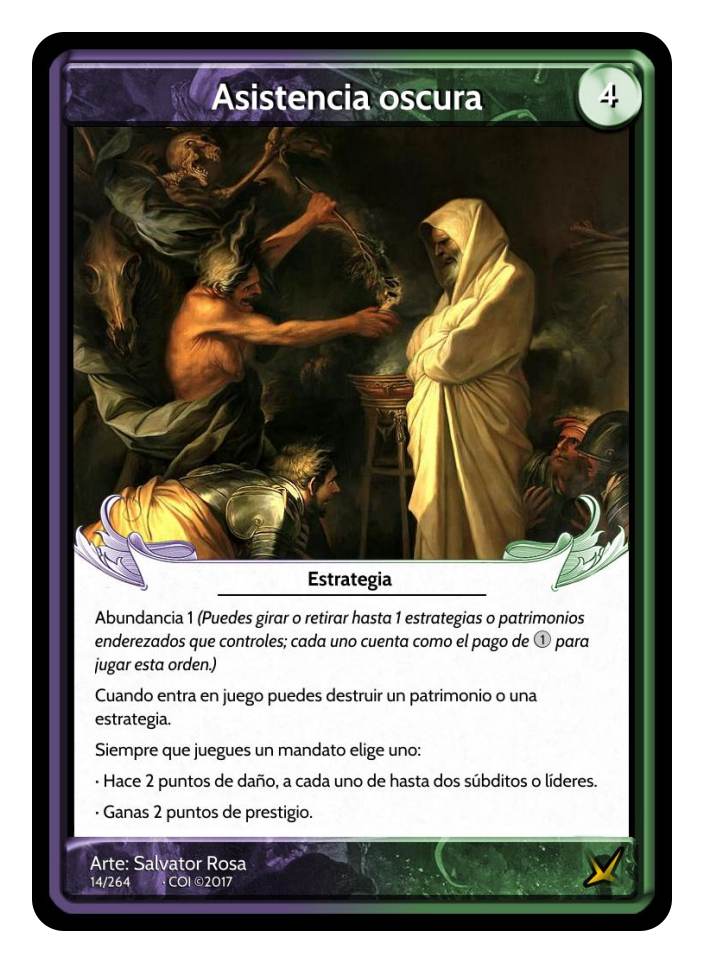 Asistencia oscura
4
Estrategia
Abundancia 1 (Puedes girar o retirar hasta 1 estrategias o patrimonios
enderezados que controles; cada uno cuenta como el pago de 1 para
jugar esta orden.)
Cuando entra en juego puedes destruir un patrimonio o una
estrategia.
Siempre que juegues un mandato elige uno:
· Hace 2 puntos de daño, a cada uno de hasta dos súbditos o líderes.
· Ganas 2 puntos de prestigio.
Arte: Salvator Rosa
14/264 · COI ©2017